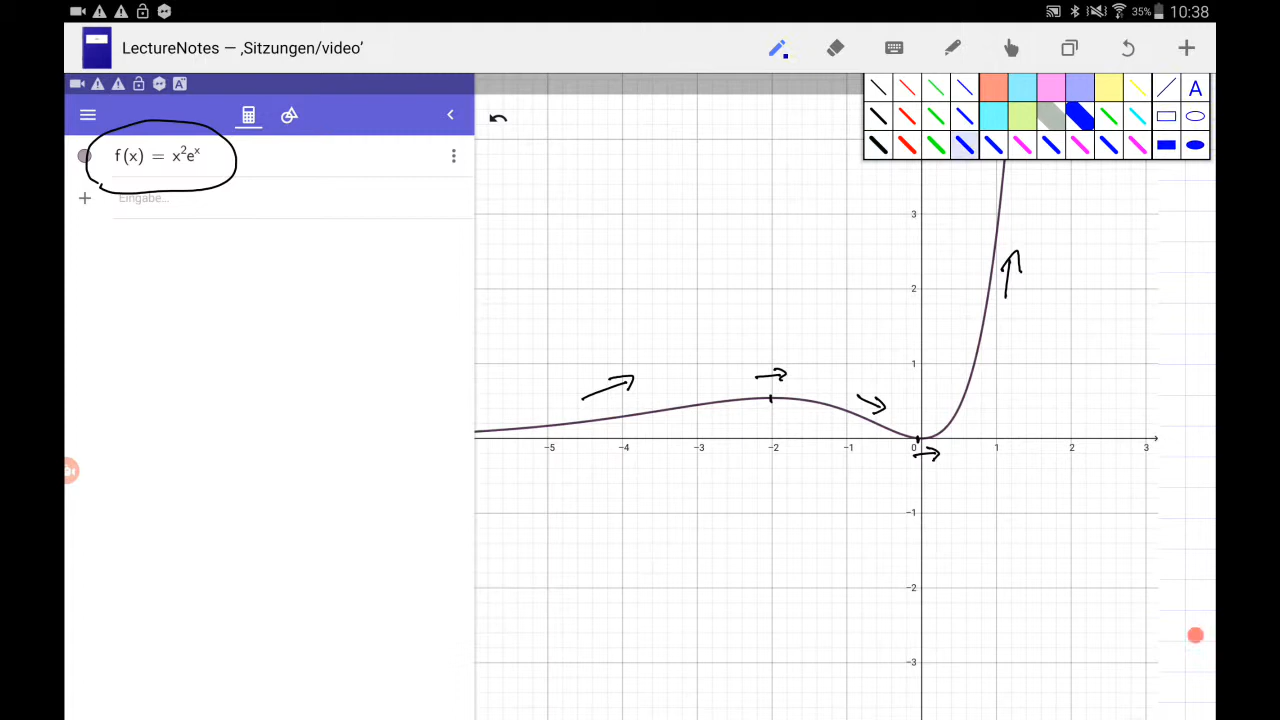 35% 10:38
LectureNotes — ‚Sitzungen/video‘
A
A
f(x) = x²eˣ
Eingabe...
3
2
1
−5 −4 −3 −2 −1 0 1 2 3
−1
−2
−3